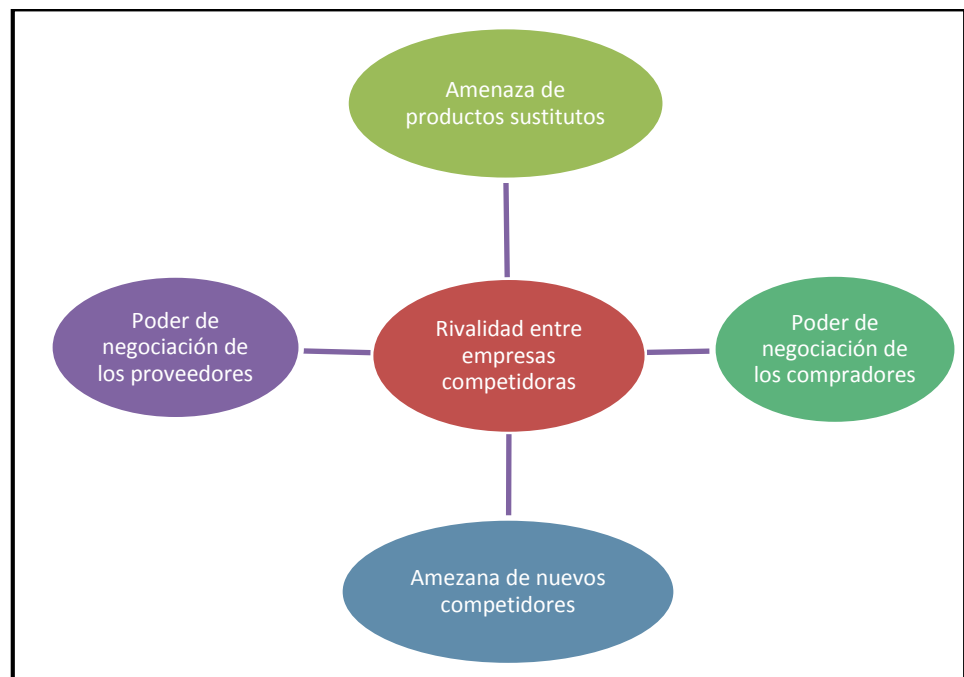 Amenaza de
productos sustitutos
Poder de
negociación de
los proveedores
Rivalidad entre
empresas
competidoras
Poder de
negociación de
los compradores
Amezana de nuevos
competidores